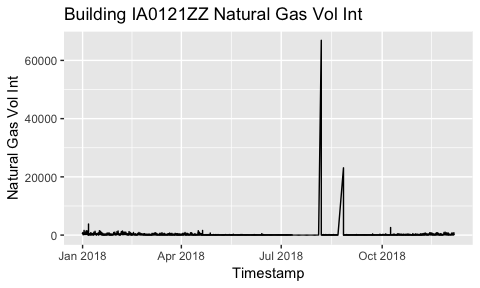 Building IA0121ZZ Natural Gas Vol Int
Natural Gas Vol Int
60000
40000
20000
0
Jan 2018
Apr 2018
Jul 2018
Oct 2018
Timestamp